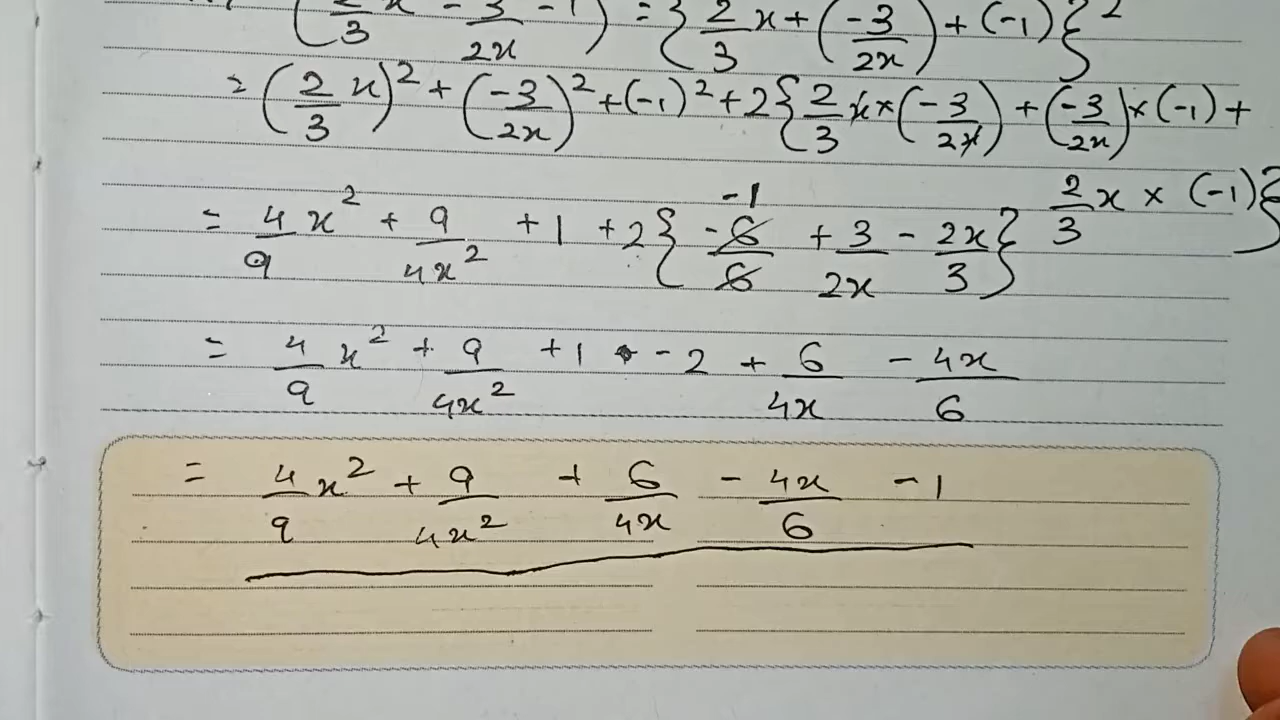 (2/3 x - 3/2x - 1) = {2/3 x + (-3/2x) + (-1)}²
= (2/3 x)² + (-3/2x)² + (-1)² + 2{2/3 x × (-3/2x) + (-3/2x) × (-1) +
2/3 x × (-1)}
= 4/9 x² + 9/4x² + 1 + 2{-6/6 -1 + 3/2x - 2x/3}
= 4/9 x² + 9/4x² + 1 - 2 + 6/4x - 4x/6
= 4/9 x² + 9/4x² + 6/4x - 4x/6 - 1